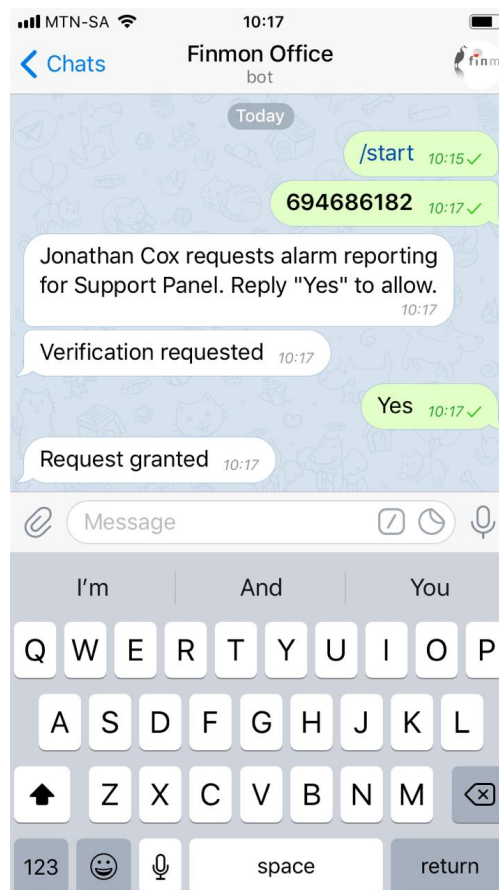 MTN-SA 10:17
Chats
Finmon Office
bot
finm
Today
/start 10:15
694686182 10:17
Jonathan Cox requests alarm reporting
for Support Panel. Reply "Yes" to allow.
10:17
Verification requested 10:17
Yes 10:17
Request granted 10:17
Message
I'm And You
Q W E R T Y U I O P
A S D F G H J K L
Z X C V B N M
123 space return